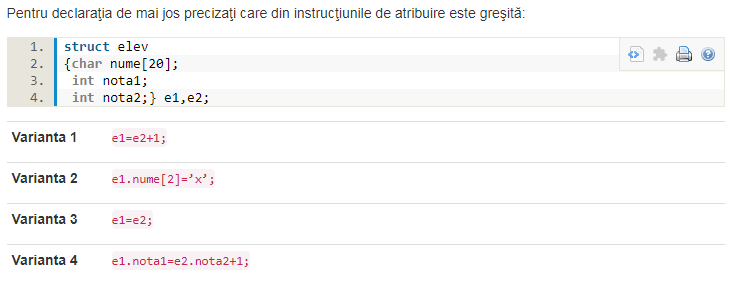 Pentru declaraţia de mai jos precizaţi care din instrucţiunile de atribuire este greşită:
1. struct elev
2. {char nume[20];
3. int nota1;
4. int nota2;} e1,e2;
Varianta 1 e1=e2+1;
Varianta 2 e1.nume[2]=’x’;
Varianta 3 e1=e2;
Varianta 4 e1.nota1=e2.nota2+1;